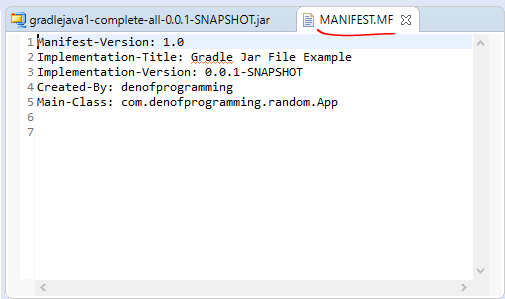 gradlejava1-complete-all-0.0.1-SNAPSHOT.jar MANIFEST.MF
1 Manifest-Version: 1.0
2 Implementation-Title: Gradle Jar File Example
3 Implementation-Version: 0.0.1-SNAPSHOT
4 Created-By: denofprogramming
5 Main-Class: com.denofprogramming.random.App
6
7